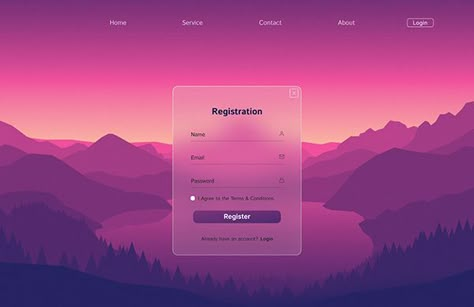 Home Service Contact About Login
Registration
Name
Email
Password
I Agree to the Terms & Conditions
Register
Already have an account? Login